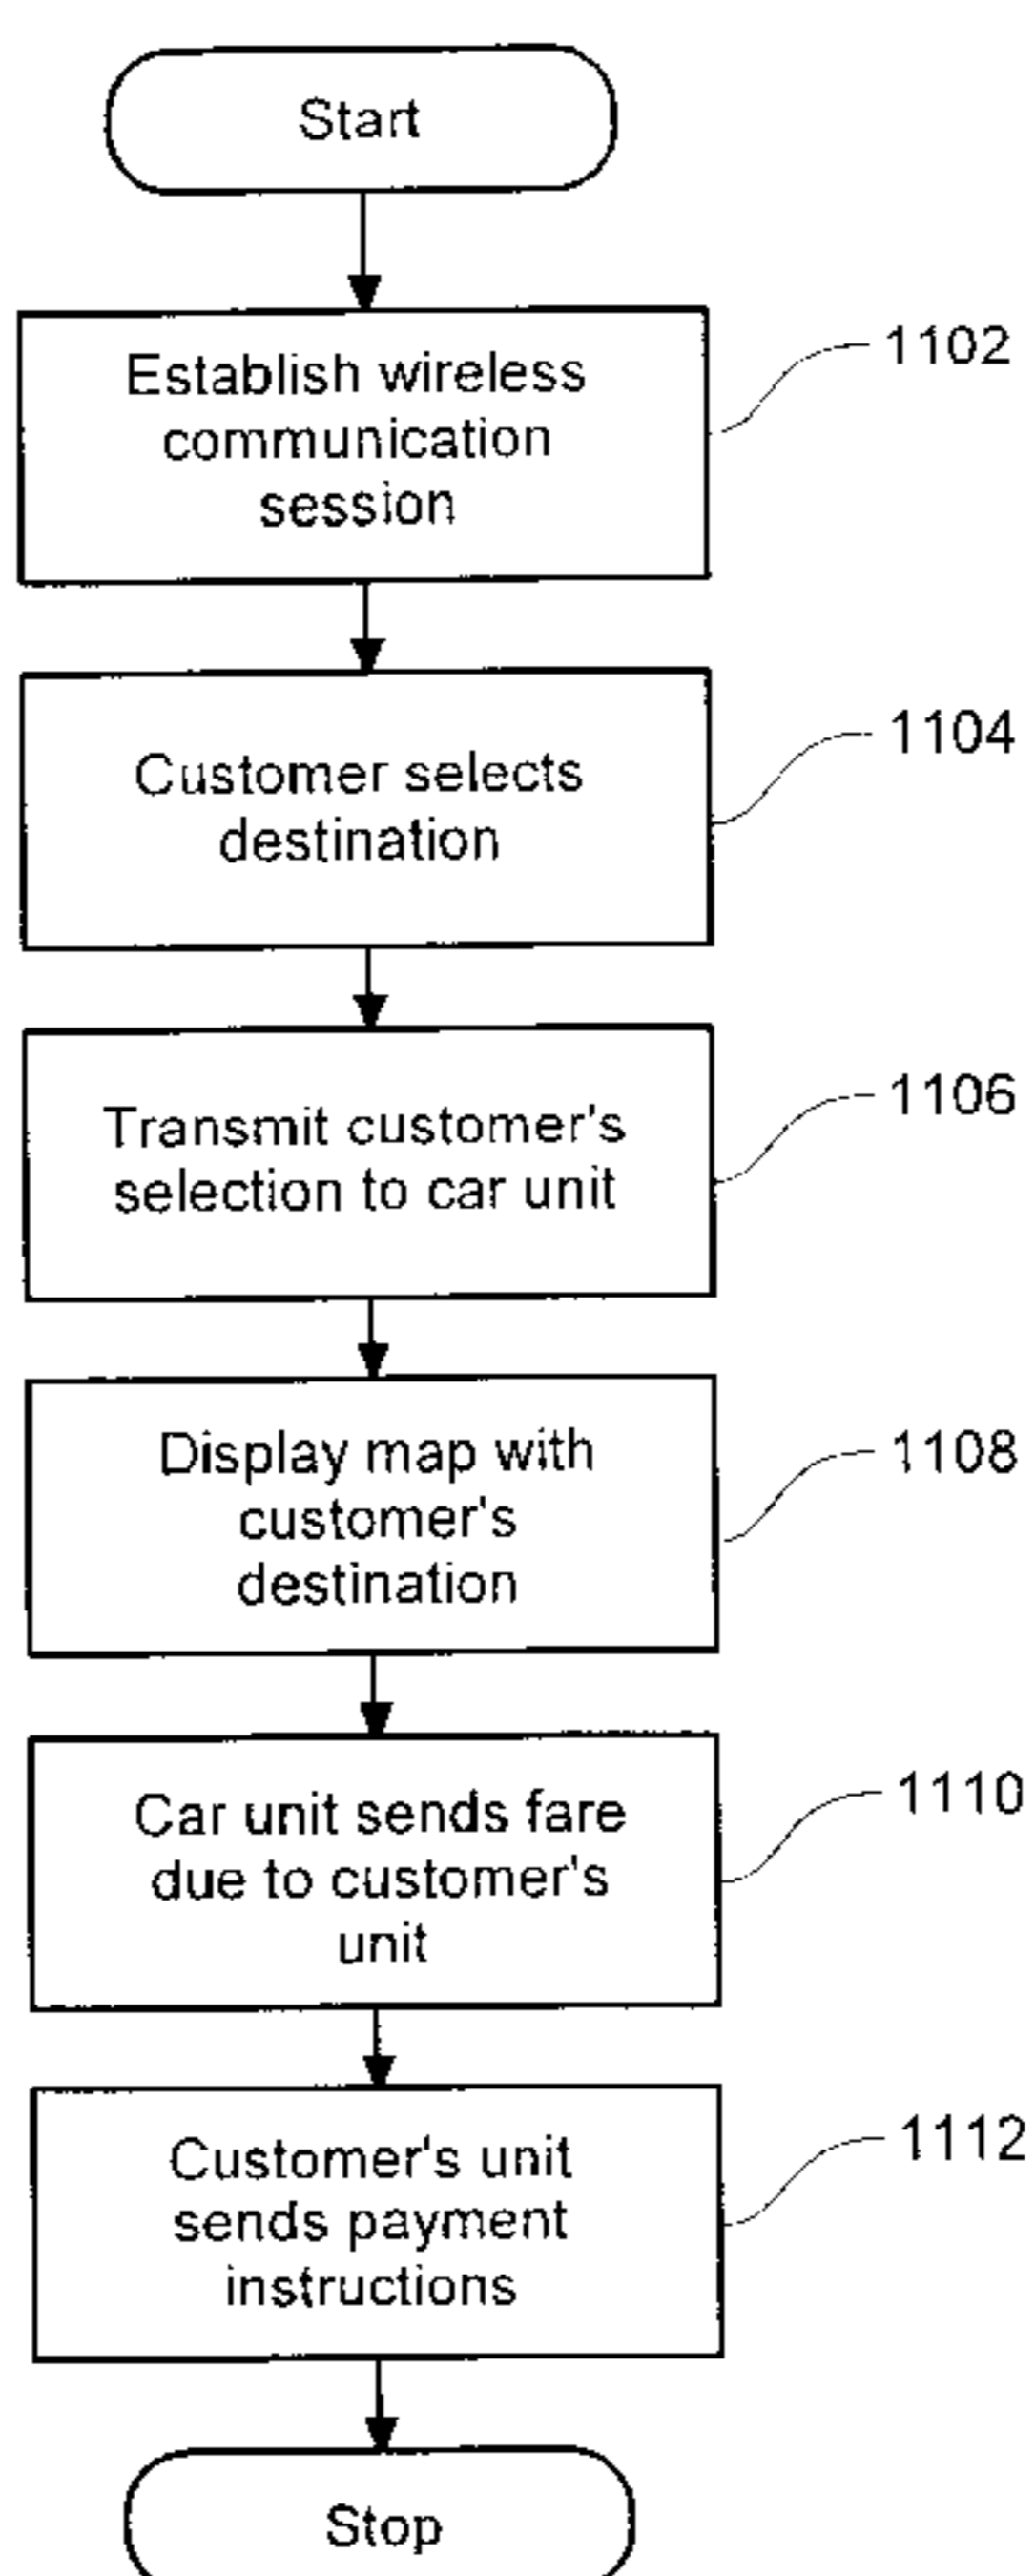 Start
Establish wireless
communication
session
1102
Customer selects
destination
1104
Transmit customer's
selection to car unit
1106
Display map with
customer's
destination
1108
Car unit sends fare
due to customer's
unit
1110
Customer's unit
sends payment
instructions
1112
Stop